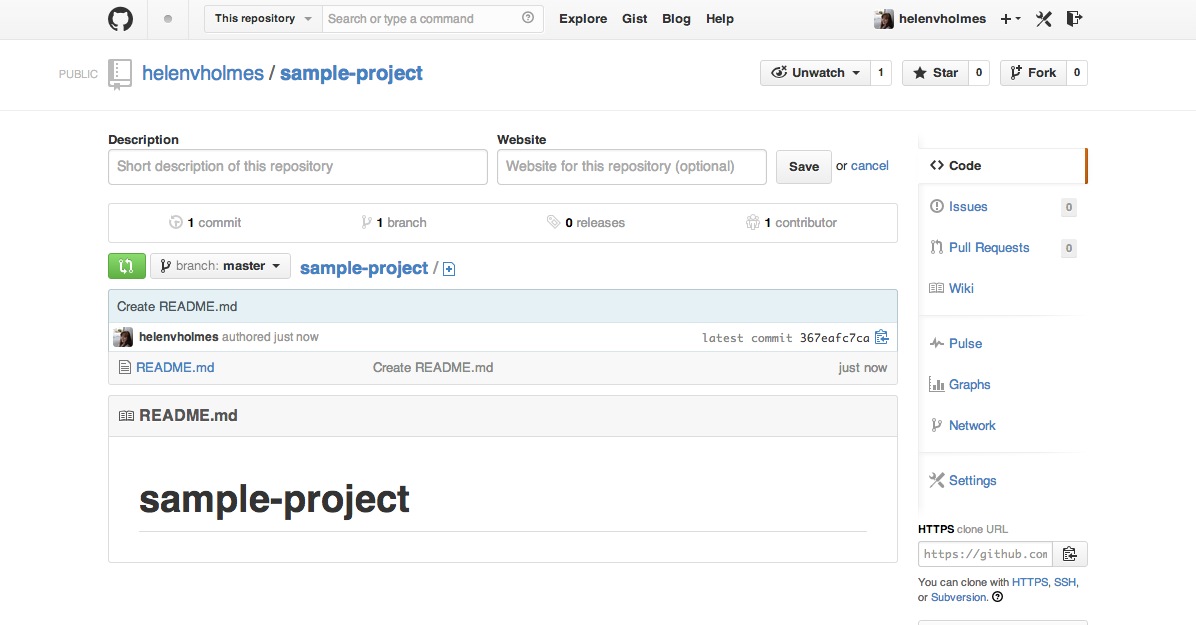 This repository Search or type a command Explore Gist Blog Help helenvholmes
PUBLIC helenvholmes / sample-project Unwatch 1 Star 0 Fork 0
Description Website
Short description of this repository Website for this repository (optional) Save or cancel
1 commit 1 branch 0 releases 1 contributor
branch: master sample-project /
Create README.md
helenvholmes authored just now latest commit 367eafc7ca
README.md Create README.md just now
README.md
sample-project
Code
Issues 0
Pull Requests 0
Wiki
Pulse
Graphs
Network
Settings
HTTPS clone URL
https://github.com
You can clone with HTTPS, SSH,
or Subversion.